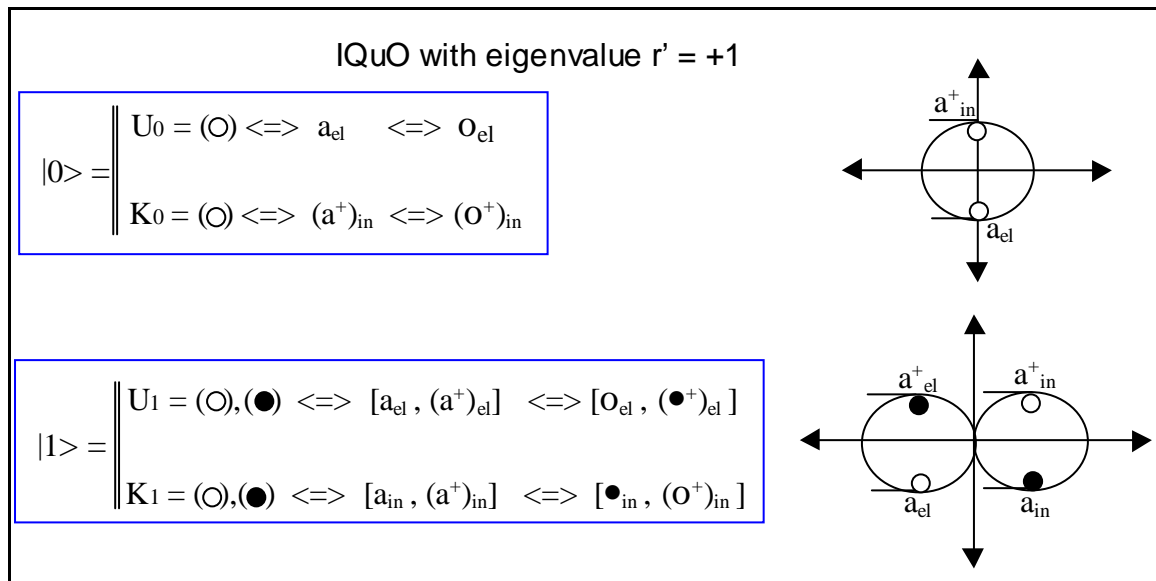 IQuO with eigenvalue r’ = +1
U0 = (○) <=> a_el <=> o_el
|0> =
K0 = (○) <=> (a⁺)_in <=> (o⁺)_in
a⁺_in
a_el
U1 = (○),(●) <=> [a_el , (a⁺)_el] <=> [o_el , (●⁺)_el ]
|1> =
K1 = (○),(●) <=> [a_in , (a⁺)_in] <=> [●_in , (o⁺)_in ]
a⁺_el a⁺_in
a_el a_in